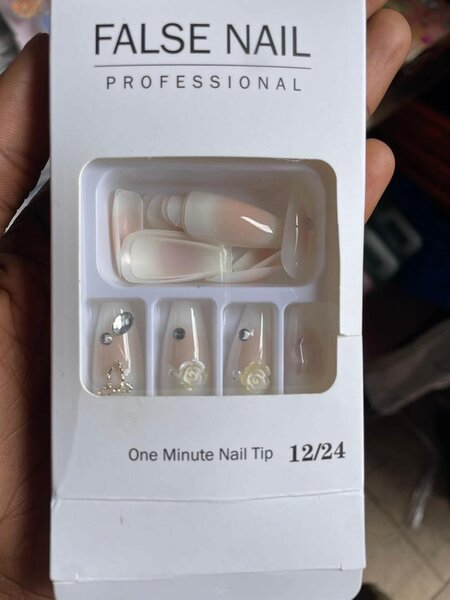 FALSE NAIL
PROFESSIONAL
One Minute Nail Tip 12/24